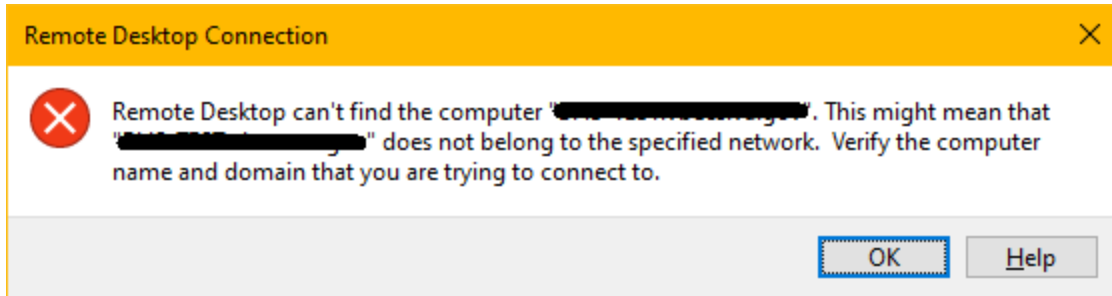 Remote Desktop Connection
Remote Desktop can't find the computer "". This might mean that
"" does not belong to the specified network.  Verify the computer
name and domain that you are trying to connect to.
OK Help